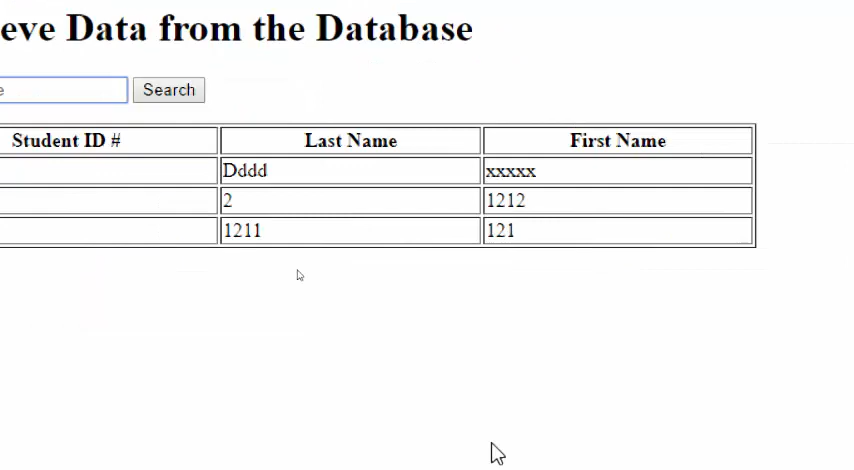 eve Data from the Database
e Search
Student ID # Last Name First Name
Dddd xxxxx
2 1212
1211 121